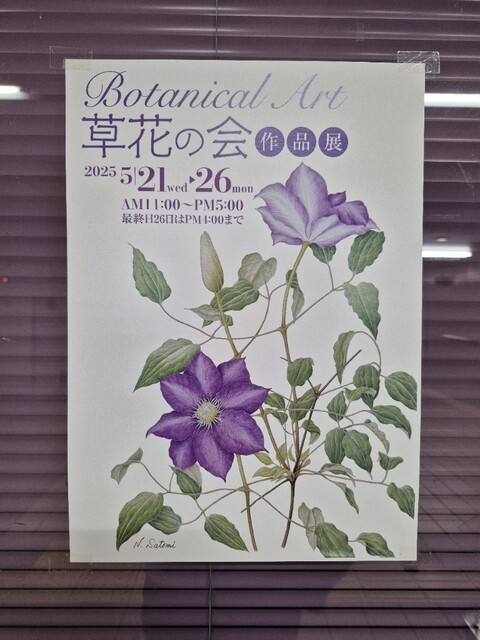 Botanical Art
草花の会作品展
2025 5/21wed▸26mon
AM11:00~PM5:00
最終日26日はPM4:00まで
N. Satomi